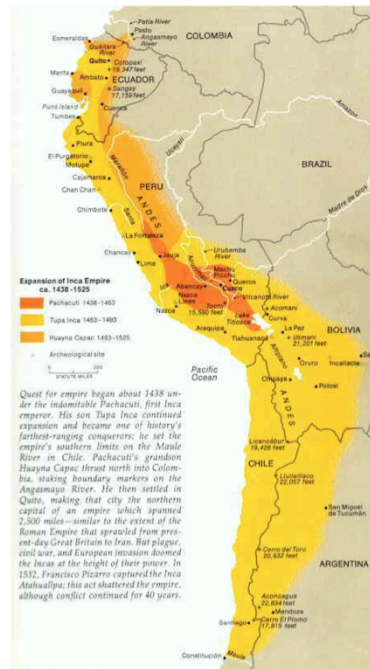 Patía River
COLOMBIA
Pasto
Angasmayo
River
Esmeraldas
Guáitara
River
Quito
Cotopaxi
19,347 feet
Manta
Ambato
ECUADOR
Sangay
17,159 feet
Guayaquil
Puná Island
Cuenca
Tumbes
Amazon
Piura
Marañón
Ucayali
El Purgatorio
Motupe
BRAZIL
Cajamarca
Chan Chan
PERU
Madre de Dios
Chimbote
Santa
ANDES
La Fortaleza
Urubamba
River
Chancay
Jauja
Machu
Picchu
Lima
Queros
Cuzco
Expansion of Inca Empire
ca. 1438-1525
Pachacuti 1438-1463
Tupa Inca 1463-1493
Huayna Capac 1493-1525
Archeological site
0
200
STATUTE MILES
Ica
Abancay
Vilcanota River
Nazca
Lines
15,590 feet
Acomani
Nazca
Lake
Titicaca
Curva
Arequipa
La Paz
BOLIVIA
Tiahuanaco
Illimani
21,201 feet
Pacific
Ocean
Oruro
Incallacta
Chipaya
Potosí
ANDES
Licancábur
19,426 feet
CHILE
Llullaillaco
22,057 feet
San Miguel
de Tucumán
Cerro del Toro
20,932 feet
ARGENTINA
Aconcagua
22,834 feet
Mendoza
Santiago
Cerro El Plomo
17,815 feet
Constitución
Maule
Quest for empire began about 1438 un-
der the indomitable Pachacuti, first Inca
emperor. His son Tupa Inca continued
expansion and became one of history's
farthest-ranging conquerors; he set the
empire's southern limits on the Maule
River in Chile. Pachacuti's grandson
Huayna Capac thrust north into Colom-
bia, staking boundary markers on the
Angasmayo River. He then settled in
Quito, making that city the northern
capital of an empire which spanned
2,500 miles—similar to the extent of the
Roman Empire that sprawled from pres-
ent-day Great Britain to Iran. But plague,
civil war, and European invasion doomed
the Incas at the height of their power. In
1532, Francisco Pizarro captured the Inca
Atahuallpa; this act shattered the empire,
although conflict continued for 40 years.